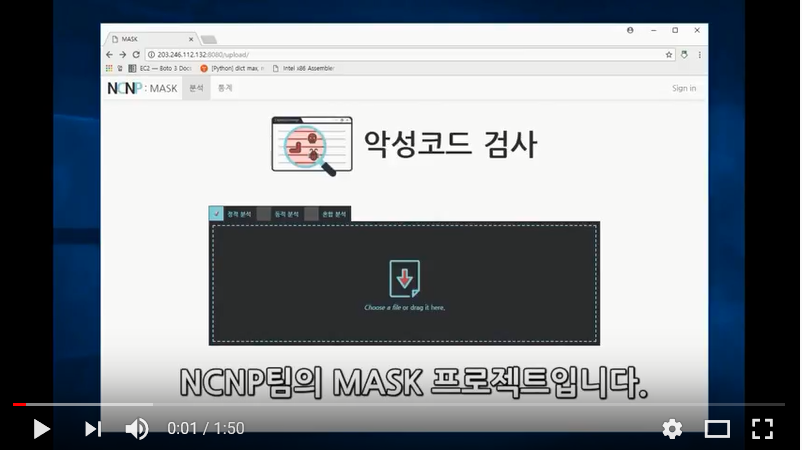 MASK
203.246.112.132:8080/upload/
앱
EC2 — Boto 3 Docs
[Python] dict max, m
Intel x86 Assembler
NCNP : MASK
분석
통계
Sign in
악성코드 검사
정적 분석
동적 분석
혼합 분석
Choose a file or drag it here.
NCNP팀의 MASK 프로젝트입니다.
0:01 / 1:50